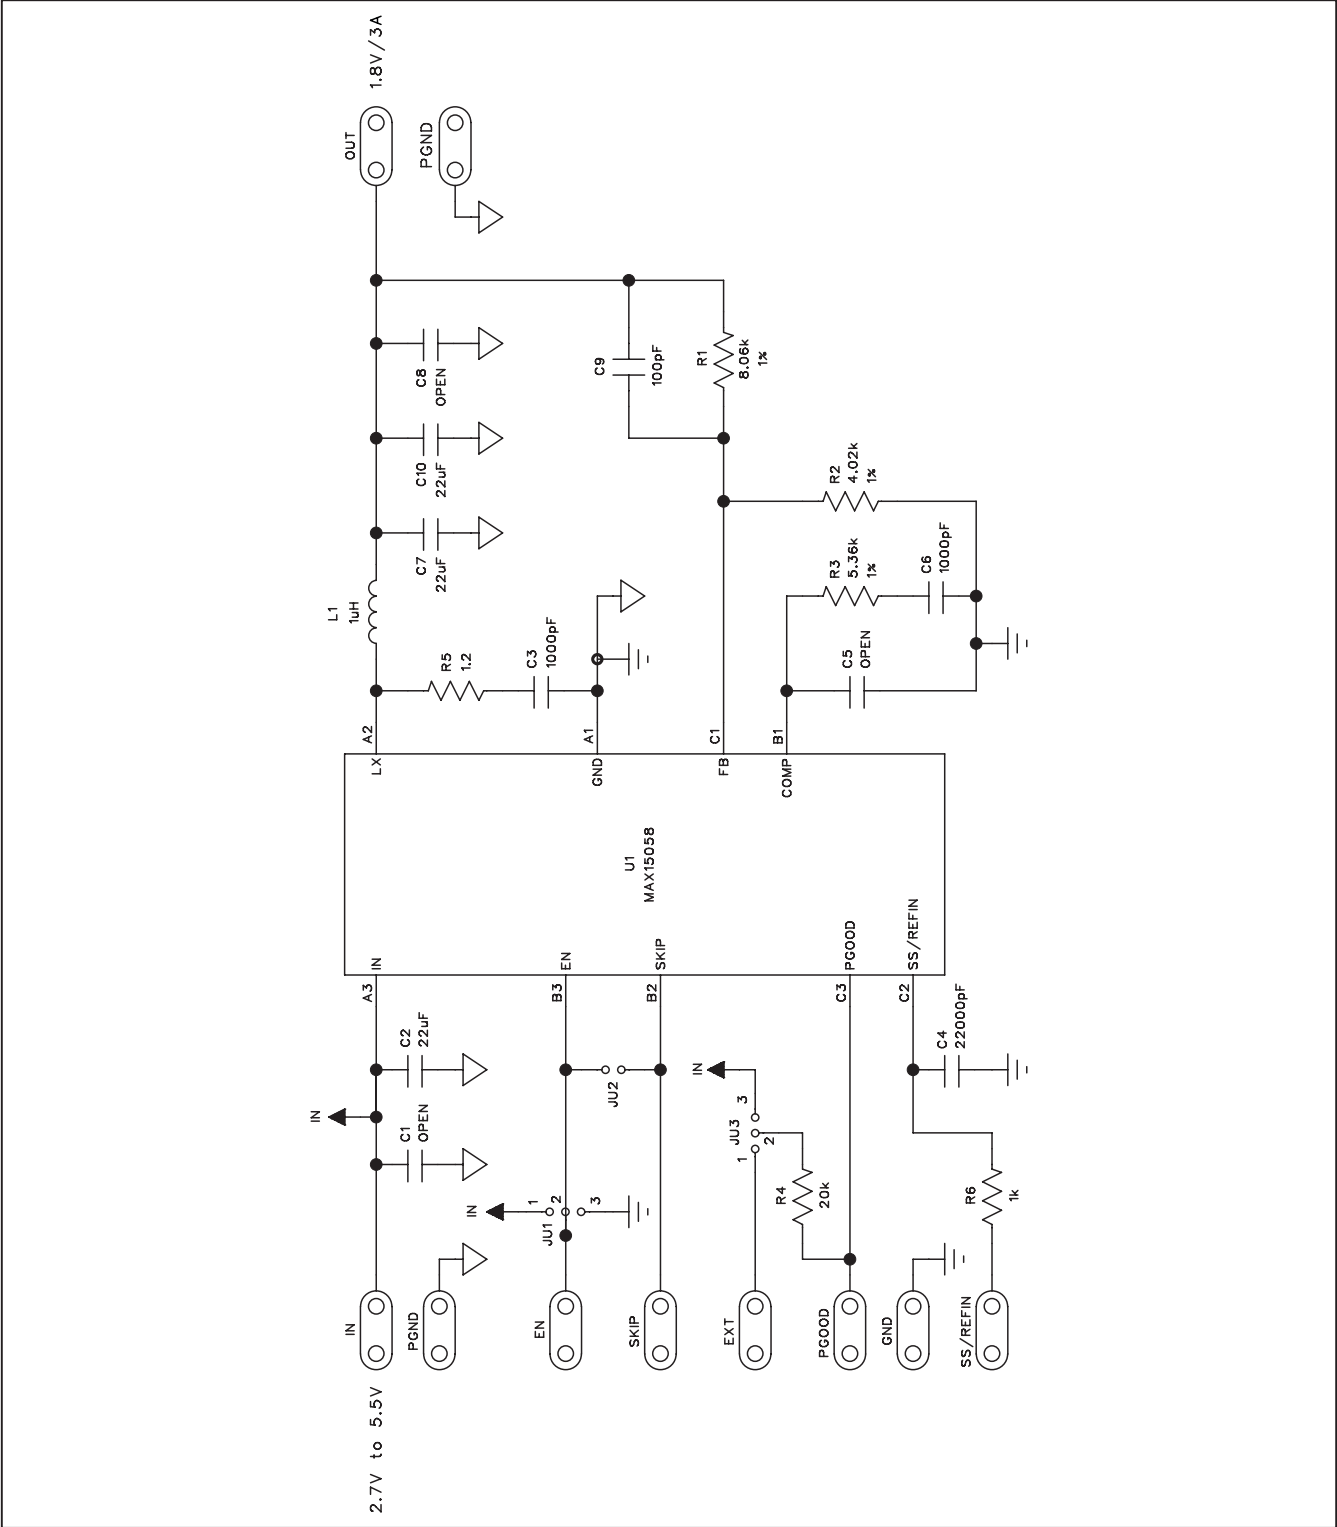 2.7V to 5.5V
IN
PGND
EN
SKIP
EXT
PGOOD
GND
SS/REFIN
IN
C1
OPEN
C2
22uF
A3
IN
IN
JU1
1
2
3
JU2
B3
EN
B2
SKIP
IN
JU3
1
2
3
R4
20k
C3
PGOOD
R6
1k
C4
22000pF
C2
SS/REFIN
U1
MAX15058
LX
A2
GND
A1
FB
C1
COMP
B1
R5
1.2
C3
1000pF
L1
1uH
C7
22uF
C10
22uF
C8
OPEN
C9
100pF
R1
8.06k
1%
R2
4.02k
1%
R3
5.36k
1%
C6
1000pF
C5
OPEN
OUT
1.8V/3A
PGND